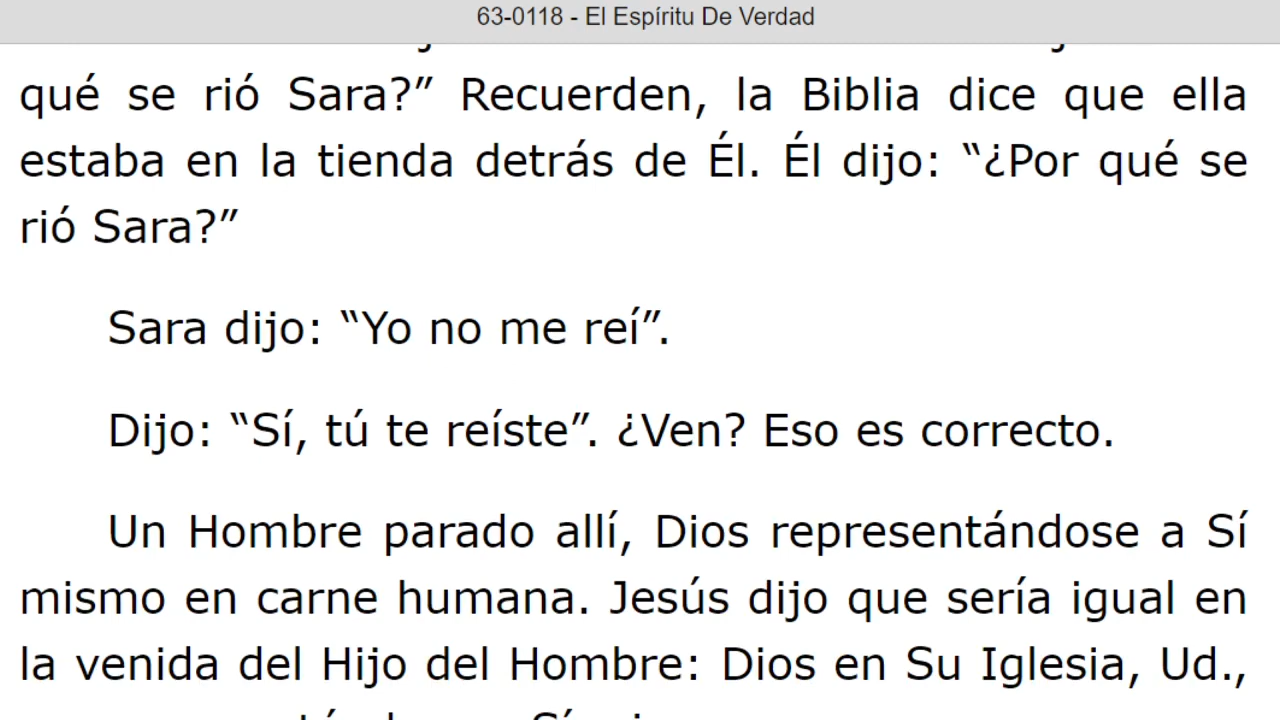 63-0118 - El Espíritu De Verdad
qué se rió Sara?” Recuerden, la Biblia dice que ella
estaba en la tienda detrás de Él. Él dijo: “¿Por qué se
rió Sara?”
Sara dijo: “Yo no me reí”.
Dijo: “Sí, tú te reíste”. ¿Ven? Eso es correcto.
Un Hombre parado allí, Dios representándose a Sí
mismo en carne humana. Jesús dijo que sería igual en
la venida del Hijo del Hombre: Dios en Su Iglesia, Ud.,